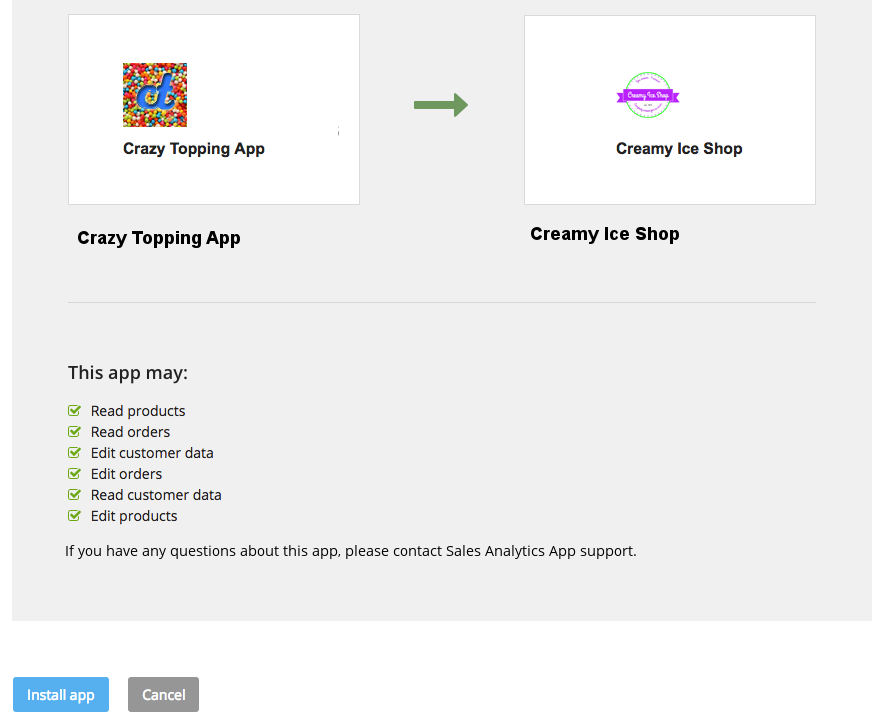 Crazy Topping App
Creamy Ice Shop
Creamy Ice Shop
Crazy Topping App
Creamy Ice Shop
This app may:
Read products
Read orders
Edit customer data
Edit orders
Read customer data
Edit products
If you have any questions about this app, please contact Sales Analytics App support.
Install app
Cancel